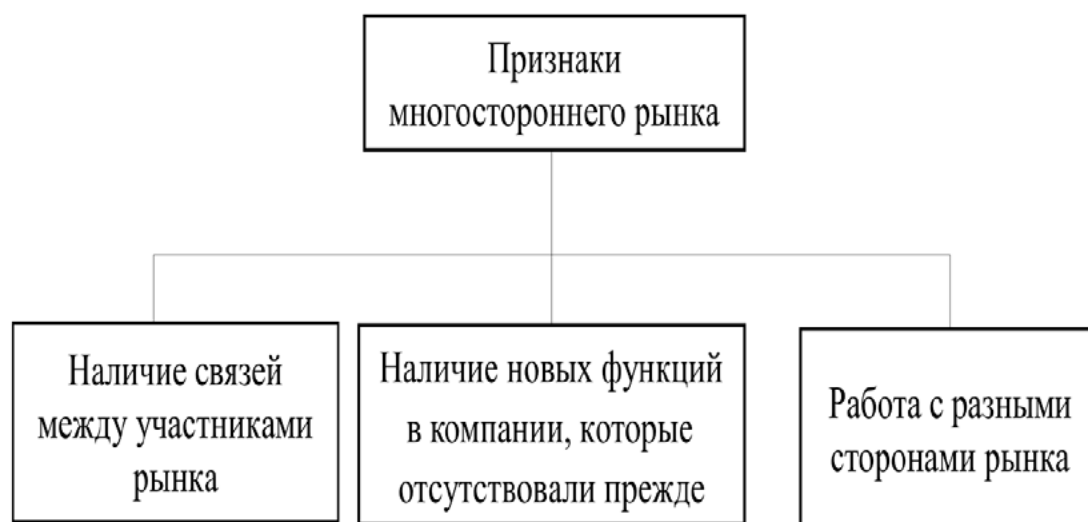 Признаки
многостороннего рынка
Наличие связей
между участниками
рынка
Наличие новых функций
в компании, которые
отсутствовали прежде
Работа с разными
сторонами рынка